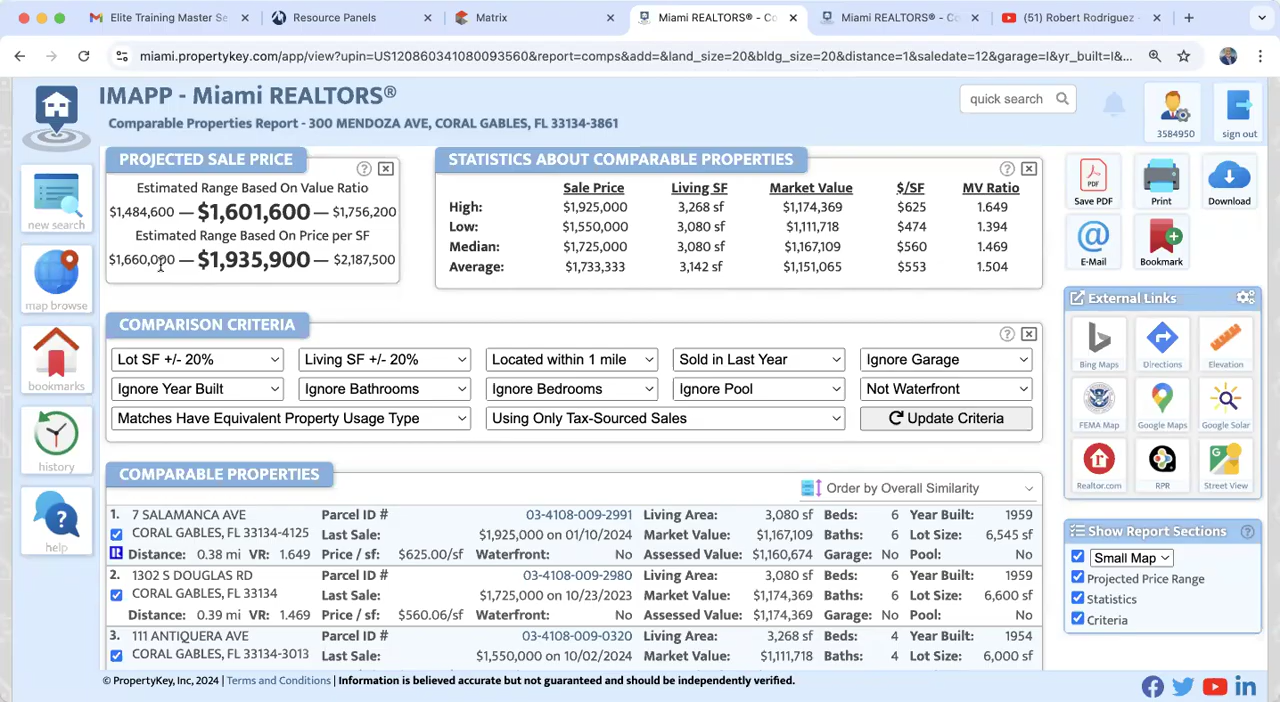 Elite Training Master Se
Resource Panels
Matrix
Miami REALTORS® - Co
Miami REALTORS® - Co
(51) Robert Rodriguez -
miami.propertykey.com/app/view?upin=US120860341080093560&report=comps&add=&land_size=20&bldg_size=20&distance=1&saledate=12&garage=I&yr_built=I&...
IMAPP - Miami REALTORS®
Comparable Properties Report - 300 MENDOZA AVE, CORAL GABLES, FL 33134-3861
quick search
3584950
sign out
new search
map browse
bookmarks
history
help
PROJECTED SALE PRICE
Estimated Range Based On Value Ratio
$1,484,600 — $1,601,600 — $1,756,200
Estimated Range Based On Price per SF
$1,660,000 — $1,935,900 — $2,187,500
STATISTICS ABOUT COMPARABLE PROPERTIES
Sale Price Living SF Market Value $/SF MV Ratio
High: $1,925,000 3,268 sf $1,174,369 $625 1.649
Low: $1,550,000 3,080 sf $1,111,718 $474 1.394
Median: $1,725,000 3,080 sf $1,167,109 $560 1.469
Average: $1,733,333 3,142 sf $1,151,065 $553 1.504
COMPARISON CRITERIA
Lot SF +/- 20% Living SF +/- 20% Located within 1 mile Sold in Last Year Ignore Garage
Ignore Year Built Ignore Bathrooms Ignore Bedrooms Ignore Pool Not Waterfront
Matches Have Equivalent Property Usage Type Using Only Tax-Sourced Sales Update Criteria
COMPARABLE PROPERTIES
Order by Overall Similarity
1. 7 SALAMANCA AVE Parcel ID # 03-4108-009-2991 Living Area: 3,080 sf Beds: 6 Year Built: 1959
CORAL GABLES, FL 33134-4125 Last Sale: $1,925,000 on 01/10/2024 Market Value: $1,167,109 Baths: 6 Lot Size: 6,545 sf
Distance: 0.38 mi VR: 1.649 Price / sf: $625.00/sf Waterfront: No Assessed Value: $1,160,674 Garage: No Pool: No
2. 1302 S DOUGLAS RD Parcel ID # 03-4108-009-2980 Living Area: 3,080 sf Beds: 6 Year Built: 1959
CORAL GABLES, FL 33134 Last Sale: $1,725,000 on 10/23/2023 Market Value: $1,174,369 Baths: 6 Lot Size: 6,600 sf
Distance: 0.39 mi VR: 1.469 Price / sf: $560.06/sf Waterfront: No Assessed Value: $1,174,369 Garage: No Pool: No
3. 111 ANTIQUERA AVE Parcel ID # 03-4108-009-0320 Living Area: 3,268 sf Beds: 4 Year Built: 1954
CORAL GABLES, FL 33134-3013 Last Sale: $1,550,000 on 10/02/2024 Market Value: $1,111,718 Baths: 4 Lot Size: 6,000 sf
PDF
Save PDF Print Download
E-Mail Bookmark
External Links
Bing Maps Directions Elevation
FEMA Map Google Maps Google Solar
Realtor.com RPR Street View
Show Report Sections
Small Map
Projected Price Range
Statistics
Criteria
© PropertyKey, Inc, 2024 | Terms and Conditions | Information is believed accurate but not guaranteed and should be independently verified.